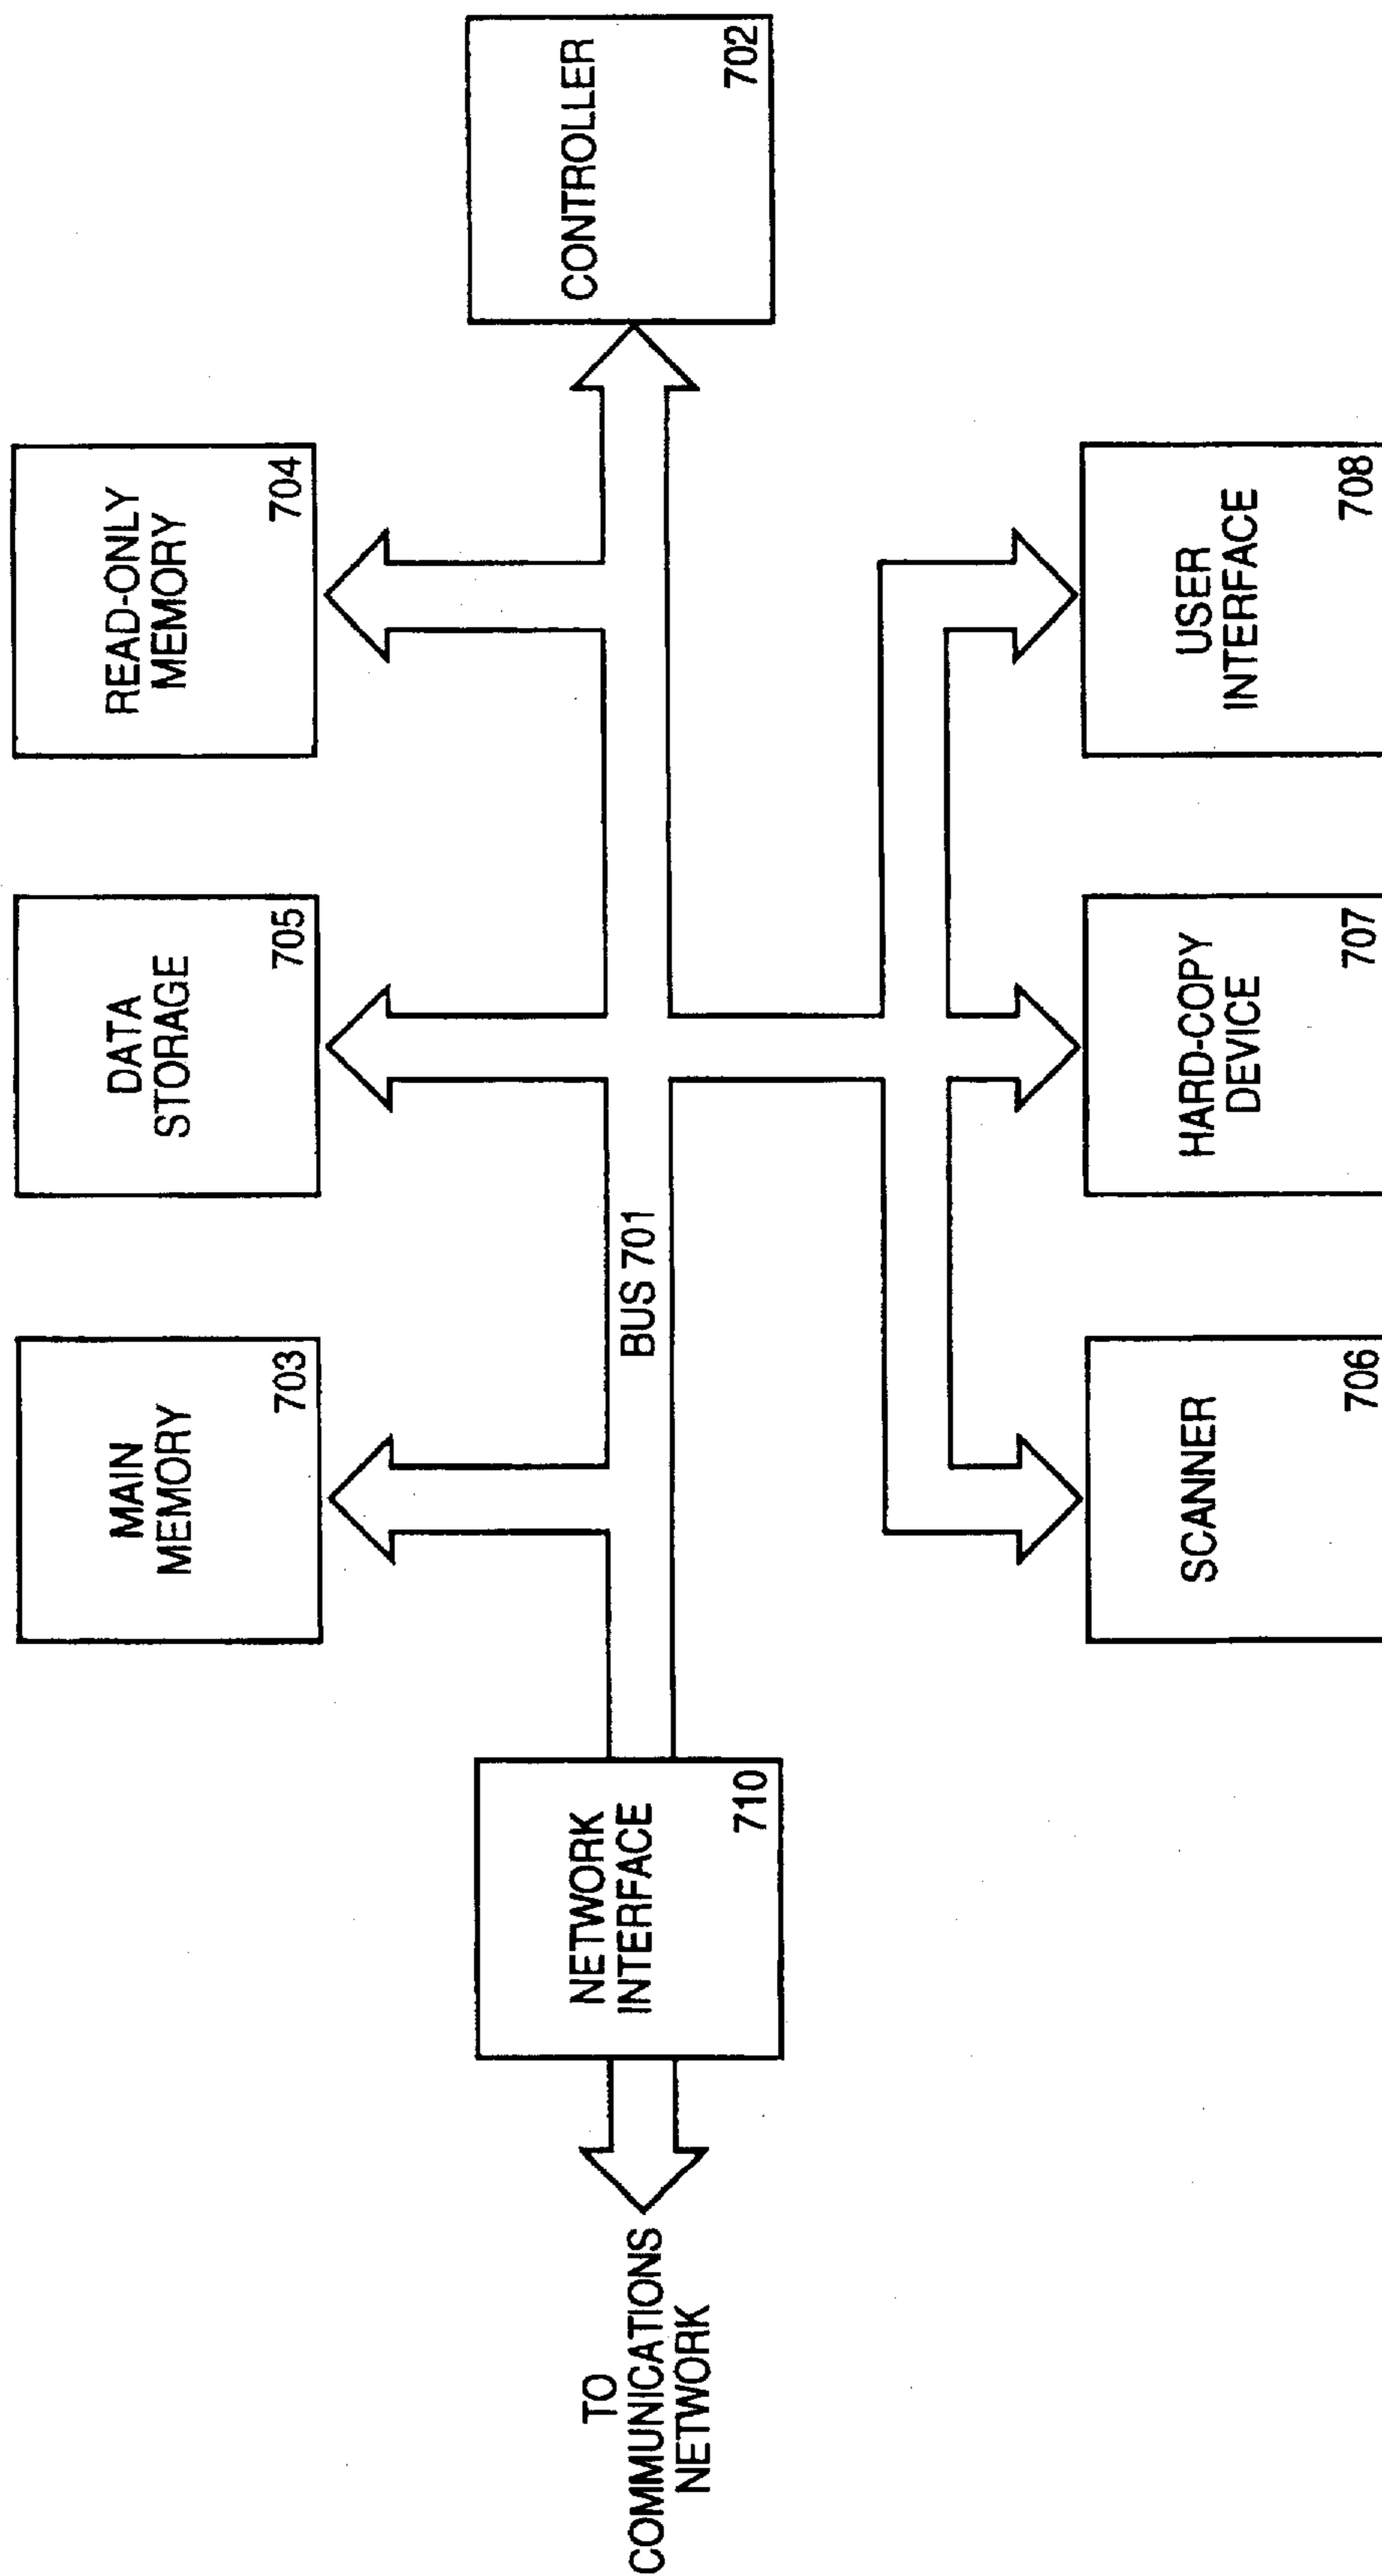 MAIN
MEMORY
703
DATA
STORAGE
705
READ-ONLY
MEMORY
704
TO
COMMUNICATIONS
NETWORK
NETWORK
INTERFACE
710
BUS 701
CONTROLLER
702
SCANNER
706
HARD-COPY
DEVICE
707
USER
INTERFACE
708